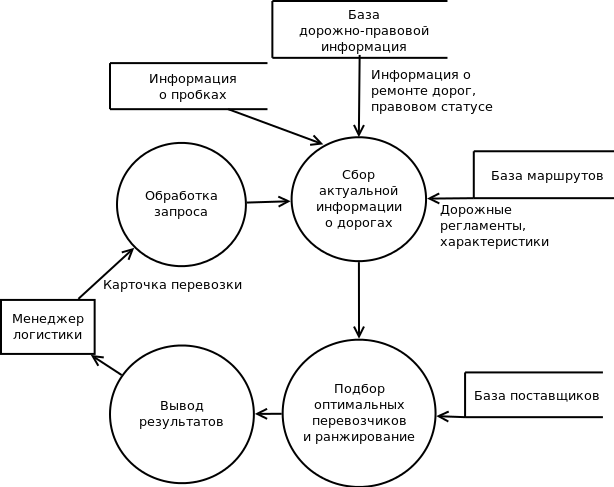 База
дорожно-правовой
информация
Информация
о пробках
Информация о
ремонте дорог,
правовом статусе
Обработка
запроса
Сбор
актуальной
информации
о дорогах
База маршрутов
Дорожные
регламенты,
характеристики
Карточка перевозки
Менеджер
логистики
Вывод
результатов
Подбор
оптимальных
перевозчиков
и ранжирование
База поставщиков